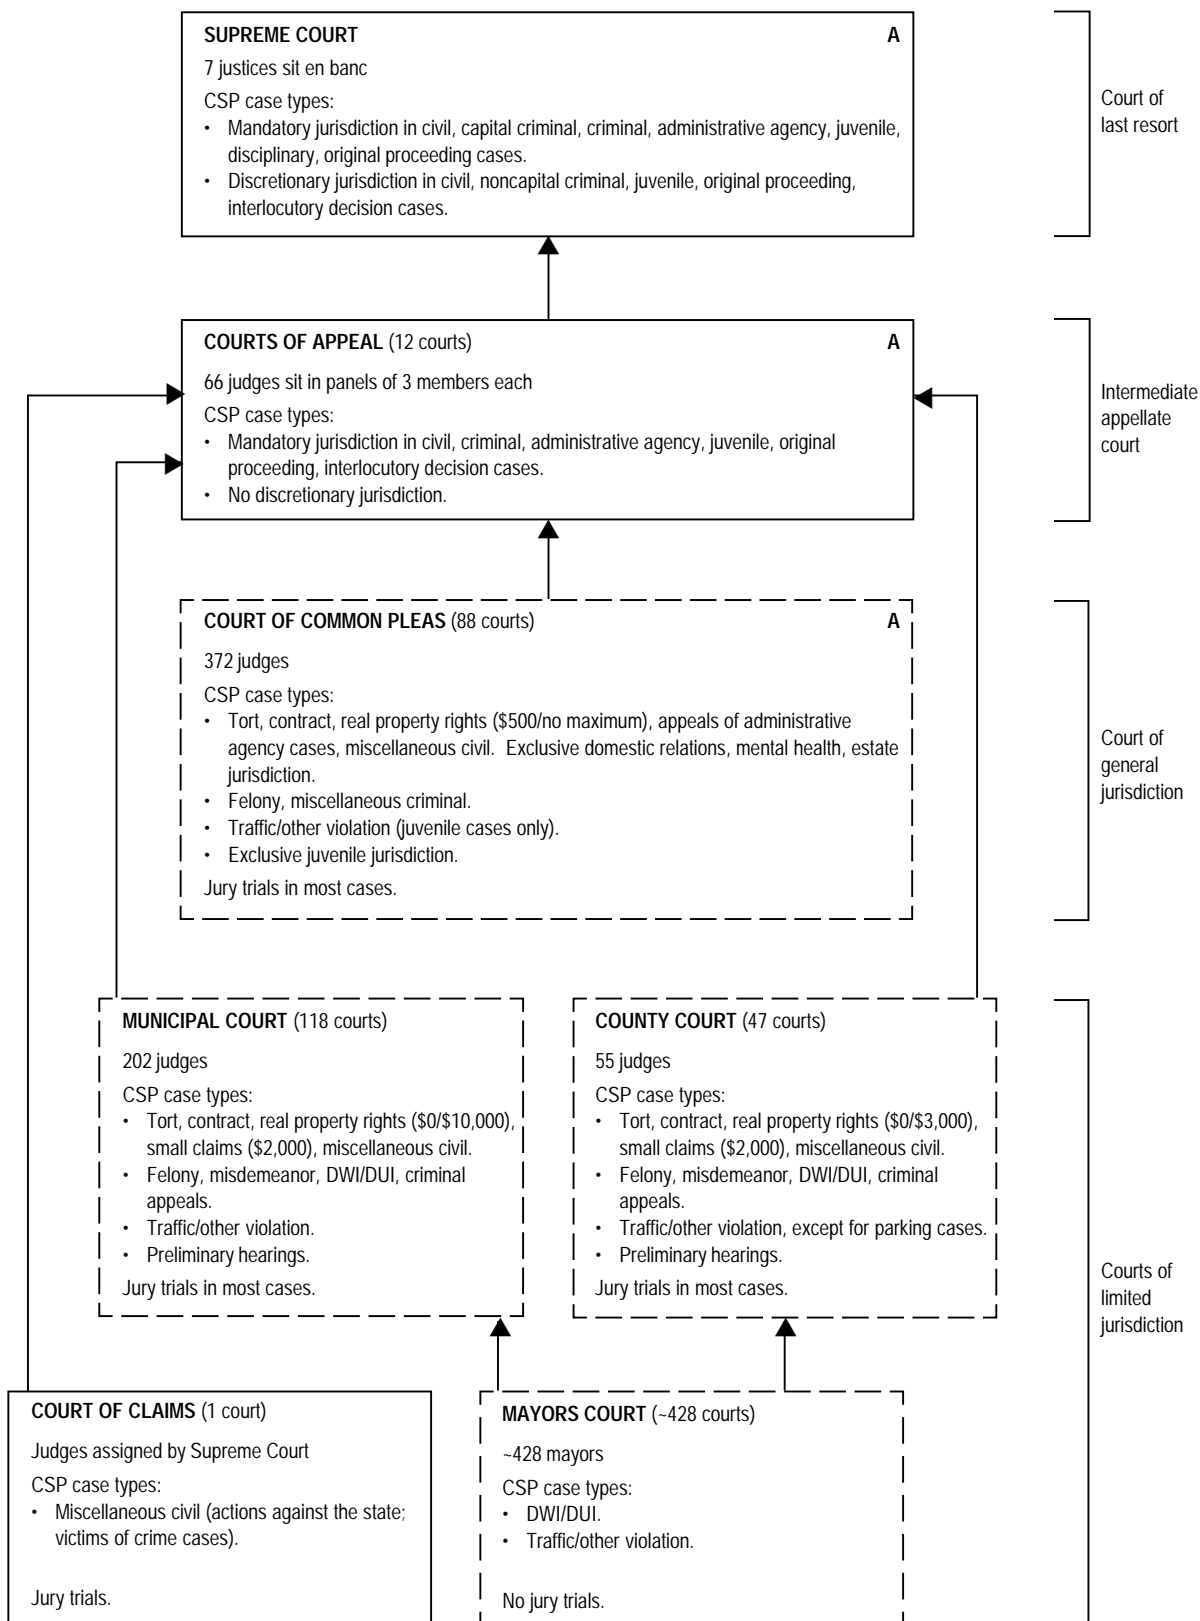 SUPREME COURT A
7 justices sit en banc
CSP case types:
• Mandatory jurisdiction in civil, capital criminal, criminal, administrative agency, juvenile,
disciplinary, original proceeding cases.
• Discretionary jurisdiction in civil, noncapital criminal, juvenile, original proceeding,
interlocutory decision cases.
Court of
last resort
COURTS OF APPEAL (12 courts) A
66 judges sit in panels of 3 members each
CSP case types:
• Mandatory jurisdiction in civil, criminal, administrative agency, juvenile, original
proceeding, interlocutory decision cases.
• No discretionary jurisdiction.
Intermediate
appellate
court
COURT OF COMMON PLEAS (88 courts) A
372 judges
CSP case types:
• Tort, contract, real property rights ($500/no maximum), appeals of administrative
agency cases, miscellaneous civil. Exclusive domestic relations, mental health, estate
jurisdiction.
• Felony, miscellaneous criminal.
• Traffic/other violation (juvenile cases only).
• Exclusive juvenile jurisdiction.
Jury trials in most cases.
Court of
general
jurisdiction
MUNICIPAL COURT (118 courts)
202 judges
CSP case types:
• Tort, contract, real property rights ($0/$10,000),
small claims ($2,000), miscellaneous civil.
• Felony, misdemeanor, DWI/DUI, criminal
appeals.
• Traffic/other violation.
• Preliminary hearings.
Jury trials in most cases.
COUNTY COURT (47 courts)
55 judges
CSP case types:
• Tort, contract, real property rights ($0/$3,000),
small claims ($2,000), miscellaneous civil.
• Felony, misdemeanor, DWI/DUI, criminal
appeals.
• Traffic/other violation, except for parking cases.
• Preliminary hearings.
Jury trials in most cases.
Courts of
limited
jurisdiction
COURT OF CLAIMS (1 court)
Judges assigned by Supreme Court
CSP case types:
• Miscellaneous civil (actions against the state;
victims of crime cases).
Jury trials.
MAYORS COURT (~428 courts)
~428 mayors
CSP case types:
• DWI/DUI.
• Traffic/other violation.
No jury trials.